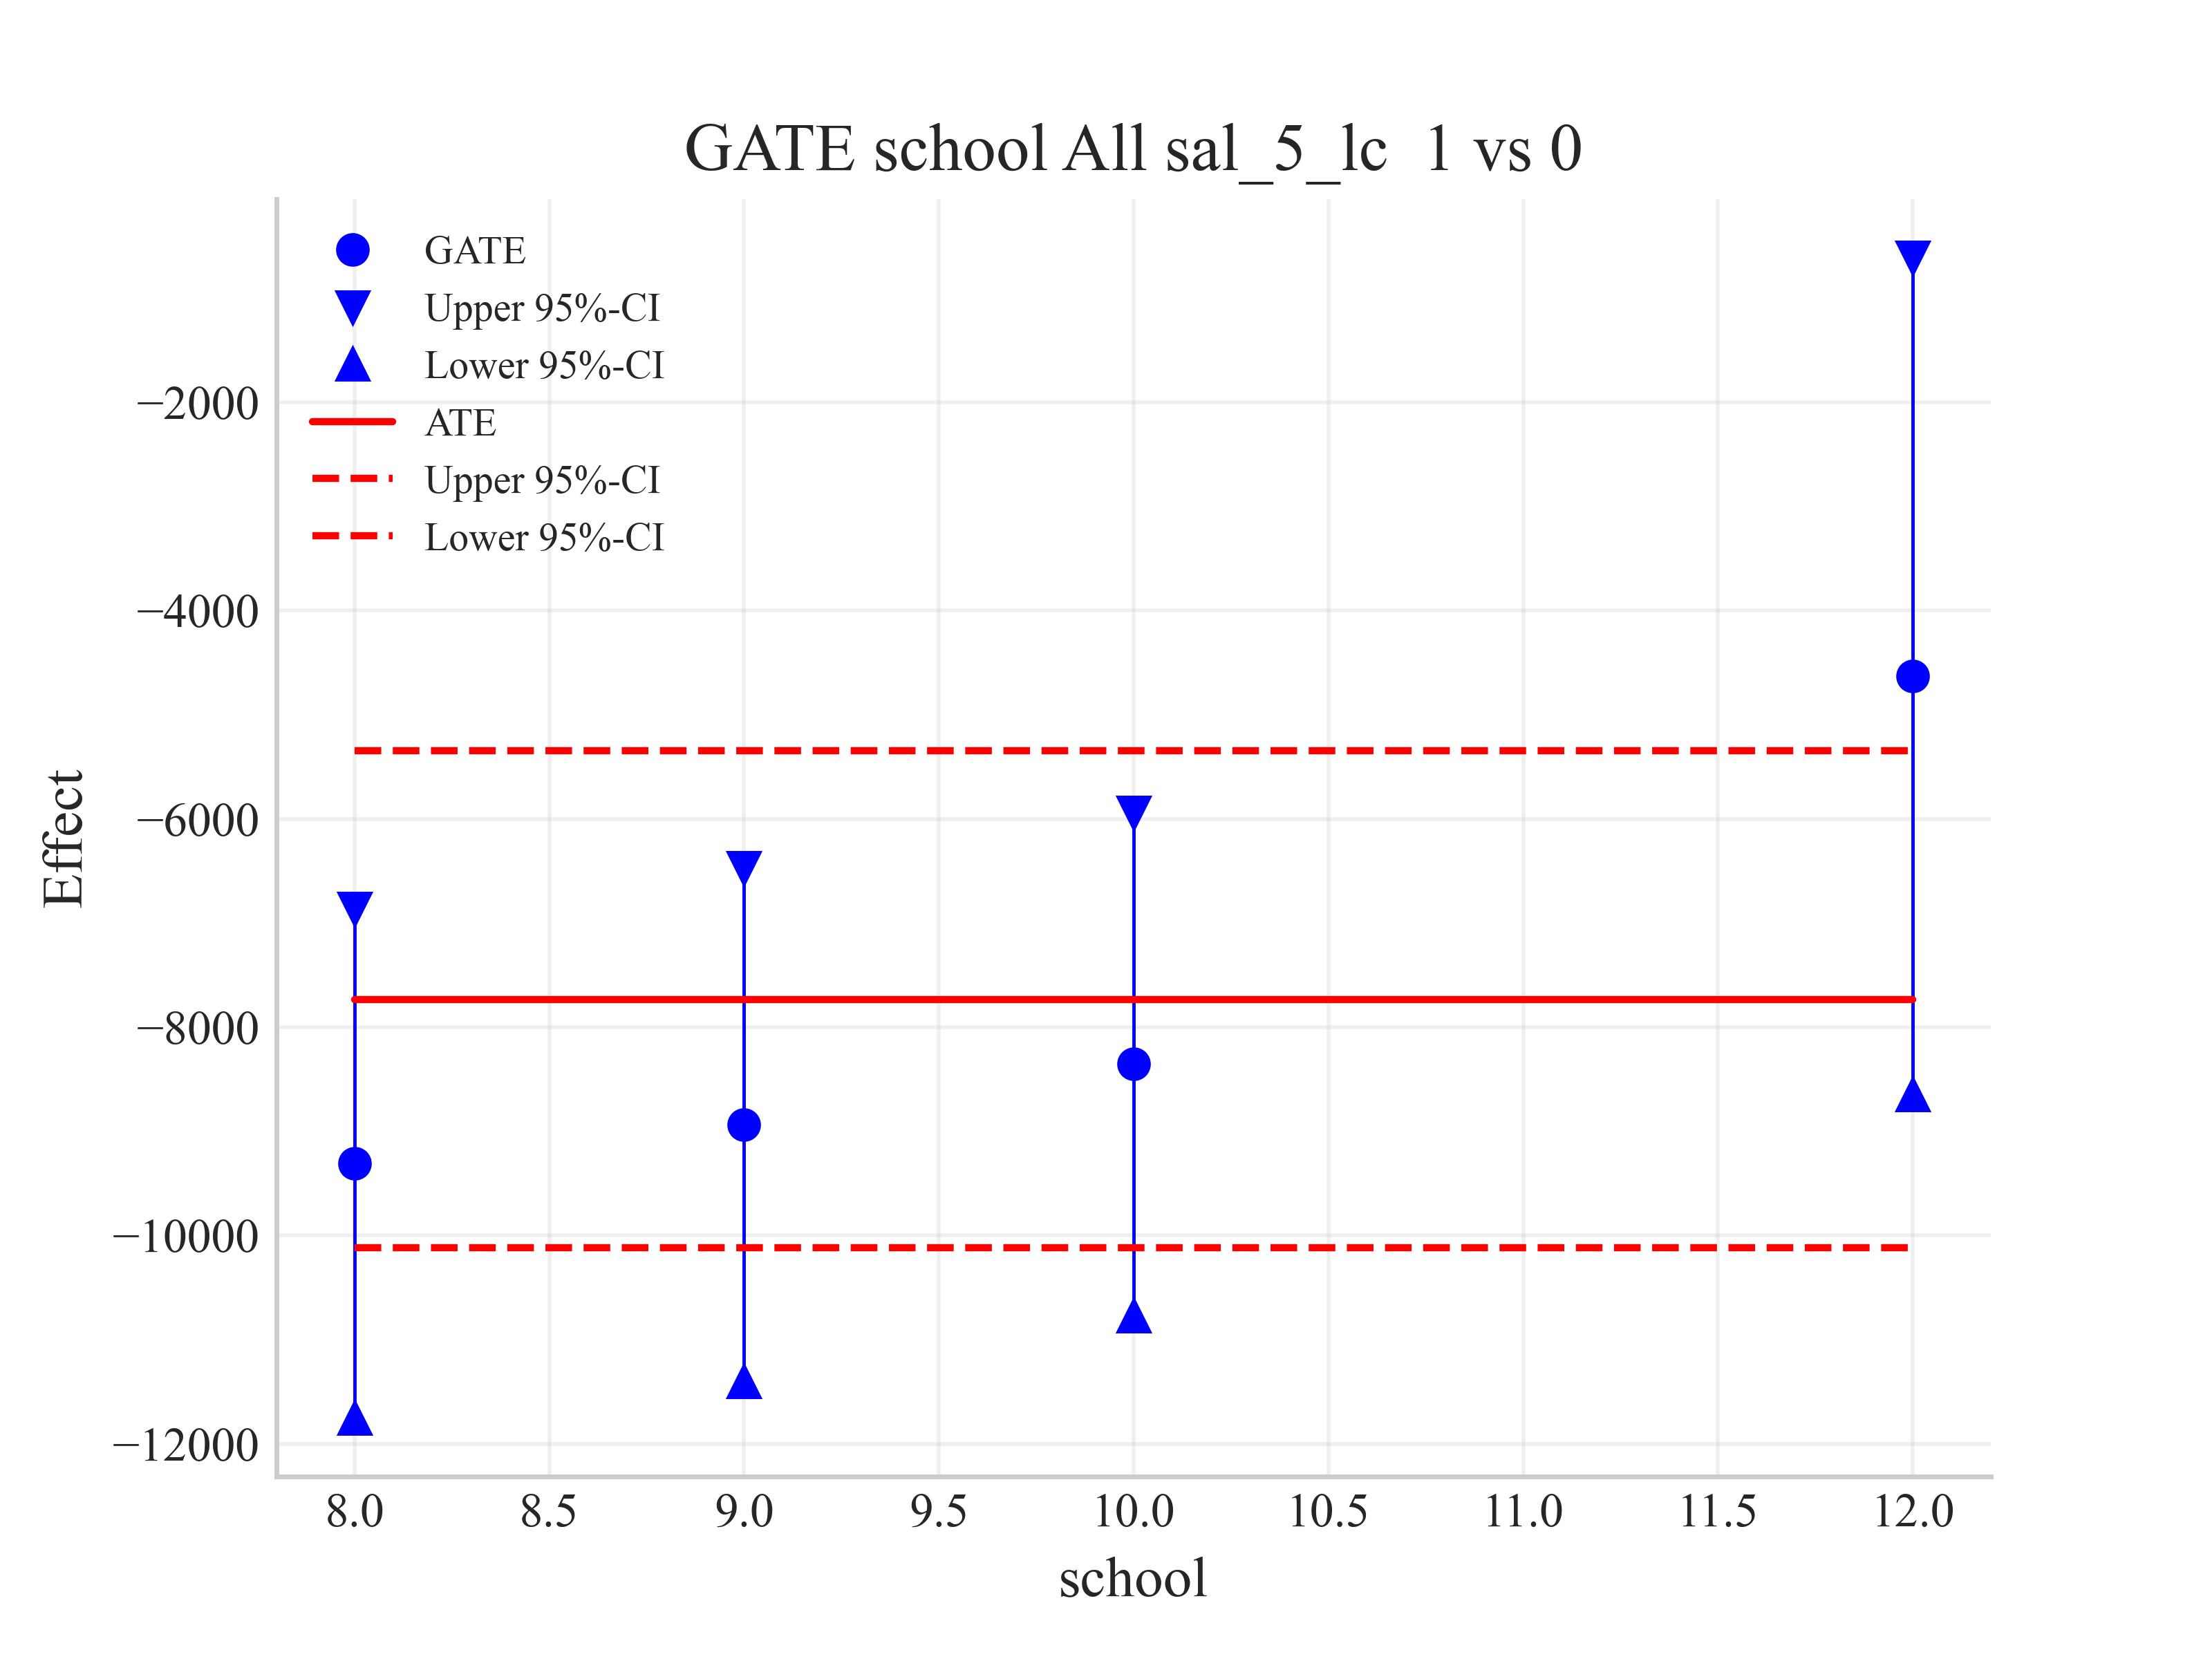 GATE school All sal_5_lc  1 vs 0
GATE
Upper 95%-CI
Lower 95%-CI
ATE
Upper 95%-CI
Lower 95%-CI
−2000
−4000
−6000
−8000
−10000
−12000
Effect
8.0 8.5 9.0 9.5 10.0 10.5 11.0 11.5 12.0
school